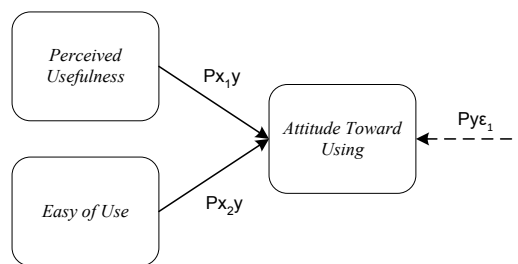 Perceived
Usefulness
Px₁y
Attitude Toward
Using
Pyε₁
Easy of Use
Px₂y